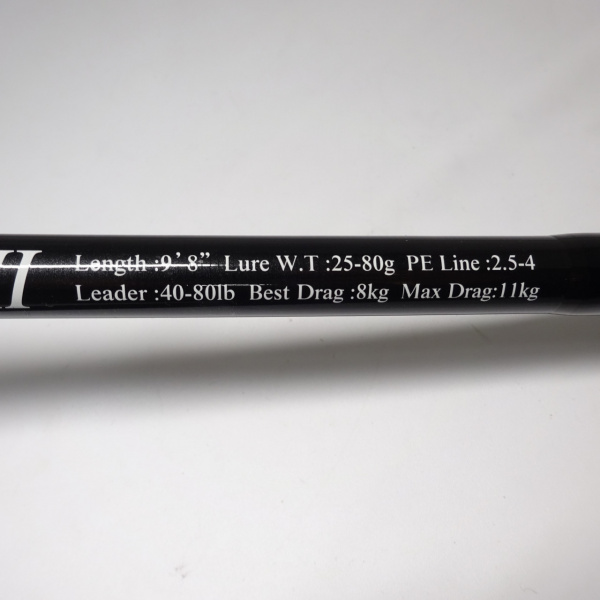 H Length :9’8” Lure W.T :25-80g PE Line :2.5-4
Leader :40-80lb Best Drag :8kg Max Drag:11kg